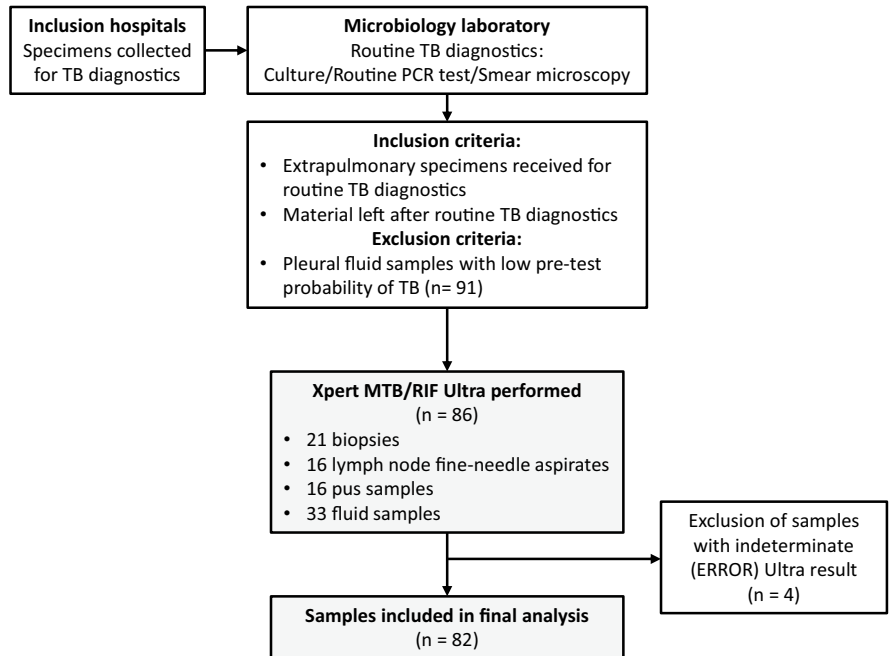 Inclusion hospitals
Specimens collected
for TB diagnostics
Microbiology laboratory
Routine TB diagnostics:
Culture/Routine PCR test/Smear microscopy
Inclusion criteria:
• Extrapulmonary specimens received for
routine TB diagnostics
• Material left after routine TB diagnostics
Exclusion criteria:
• Pleural fluid samples with low pre-test
probability of TB (n= 91)
Xpert MTB/RIF Ultra performed
(n = 86)
• 21 biopsies
• 16 lymph node fine-needle aspirates
• 16 pus samples
• 33 fluid samples
Exclusion of samples
with indeterminate
(ERROR) Ultra result
(n = 4)
Samples included in final analysis
(n = 82)